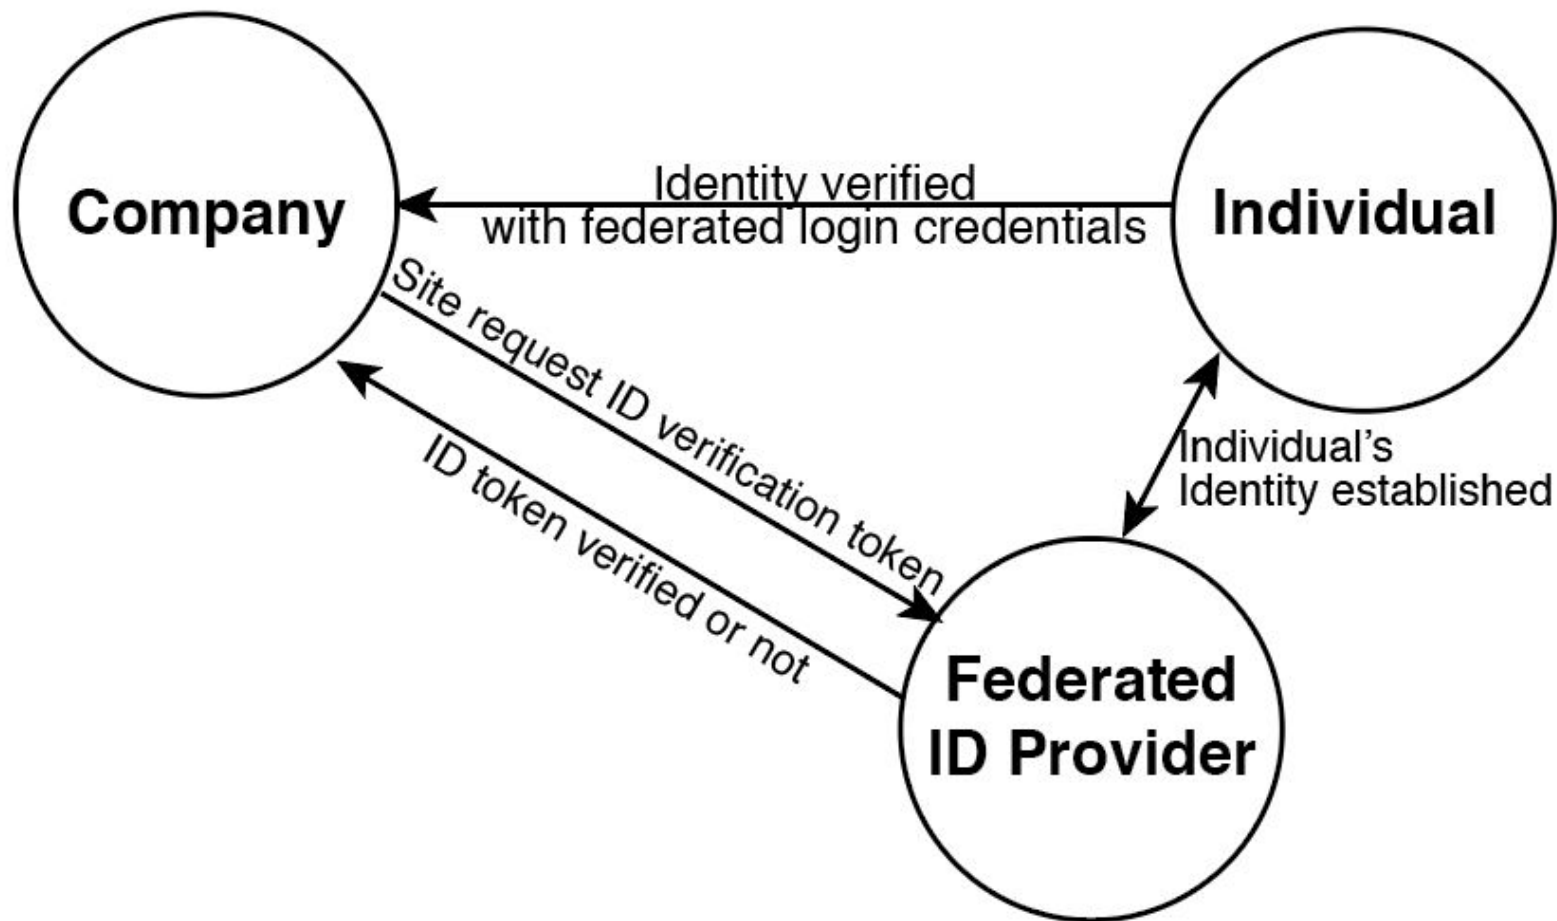 Company
Identity verified
with federated login credentials
Individual
Site request ID verification token
ID token verified or not
Individual’s
Identity established
Federated
ID Provider